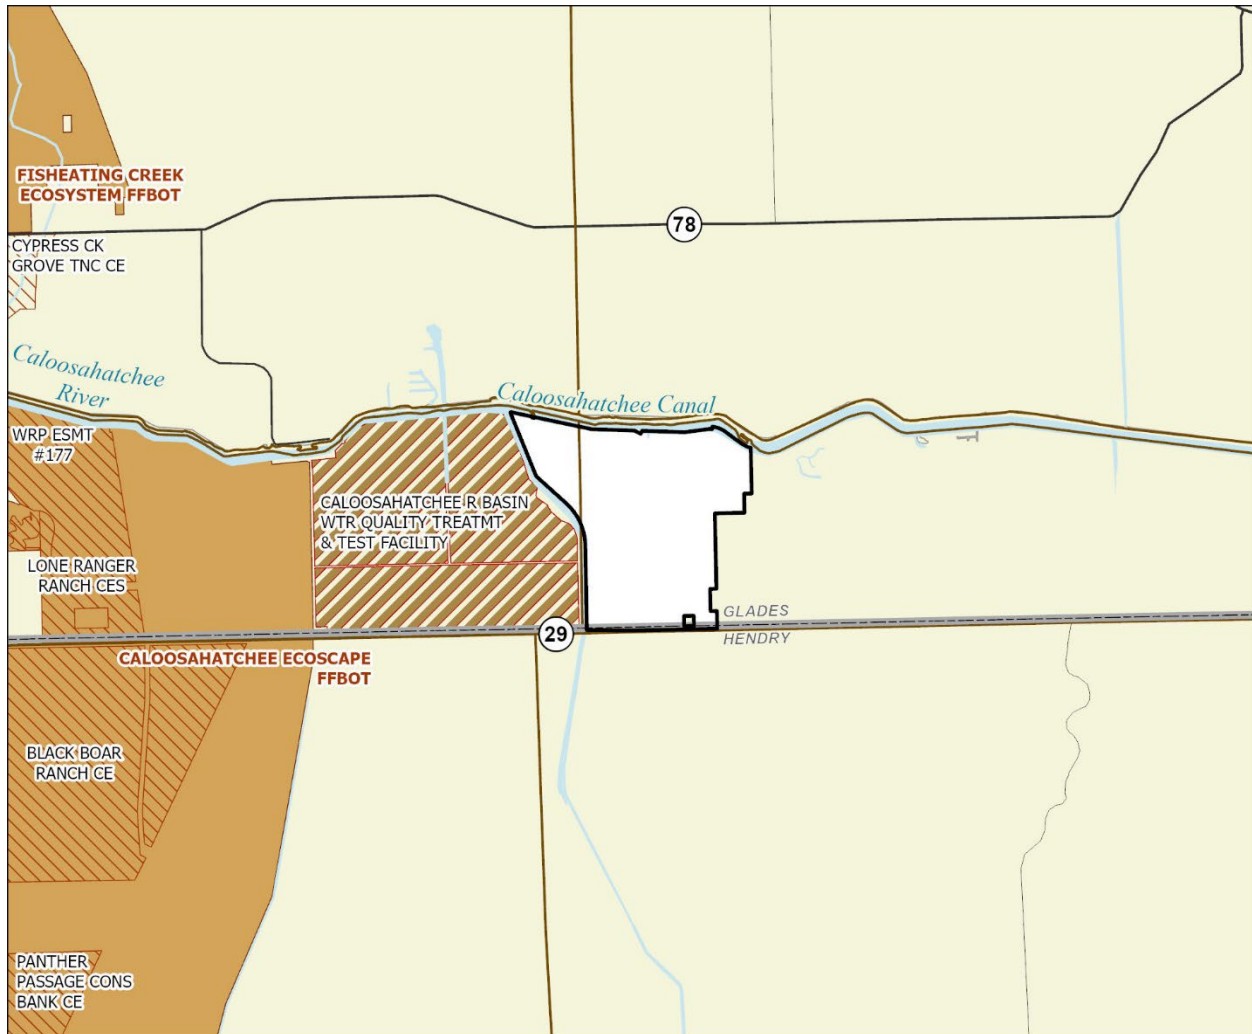 FISHEATING CREEK
ECOSYSTEM FFBOT
78
CYPRESS CK
GROVE TNC CE
Caloosahatchee
River
Caloosahatchee Canal
WRP ESMT
#177
CALOOSAHATCHEE R BASIN
WTR QUALITY TREATMT
& TEST FACILITY
LONE RANGER
RANCH CES
GLADES
29
HENDRY
CALOOSAHATCHEE ECOSCAPE
FFBOT
BLACK BOAR
RANCH CE
PANTHER
PASSAGE CONS
BANK CE